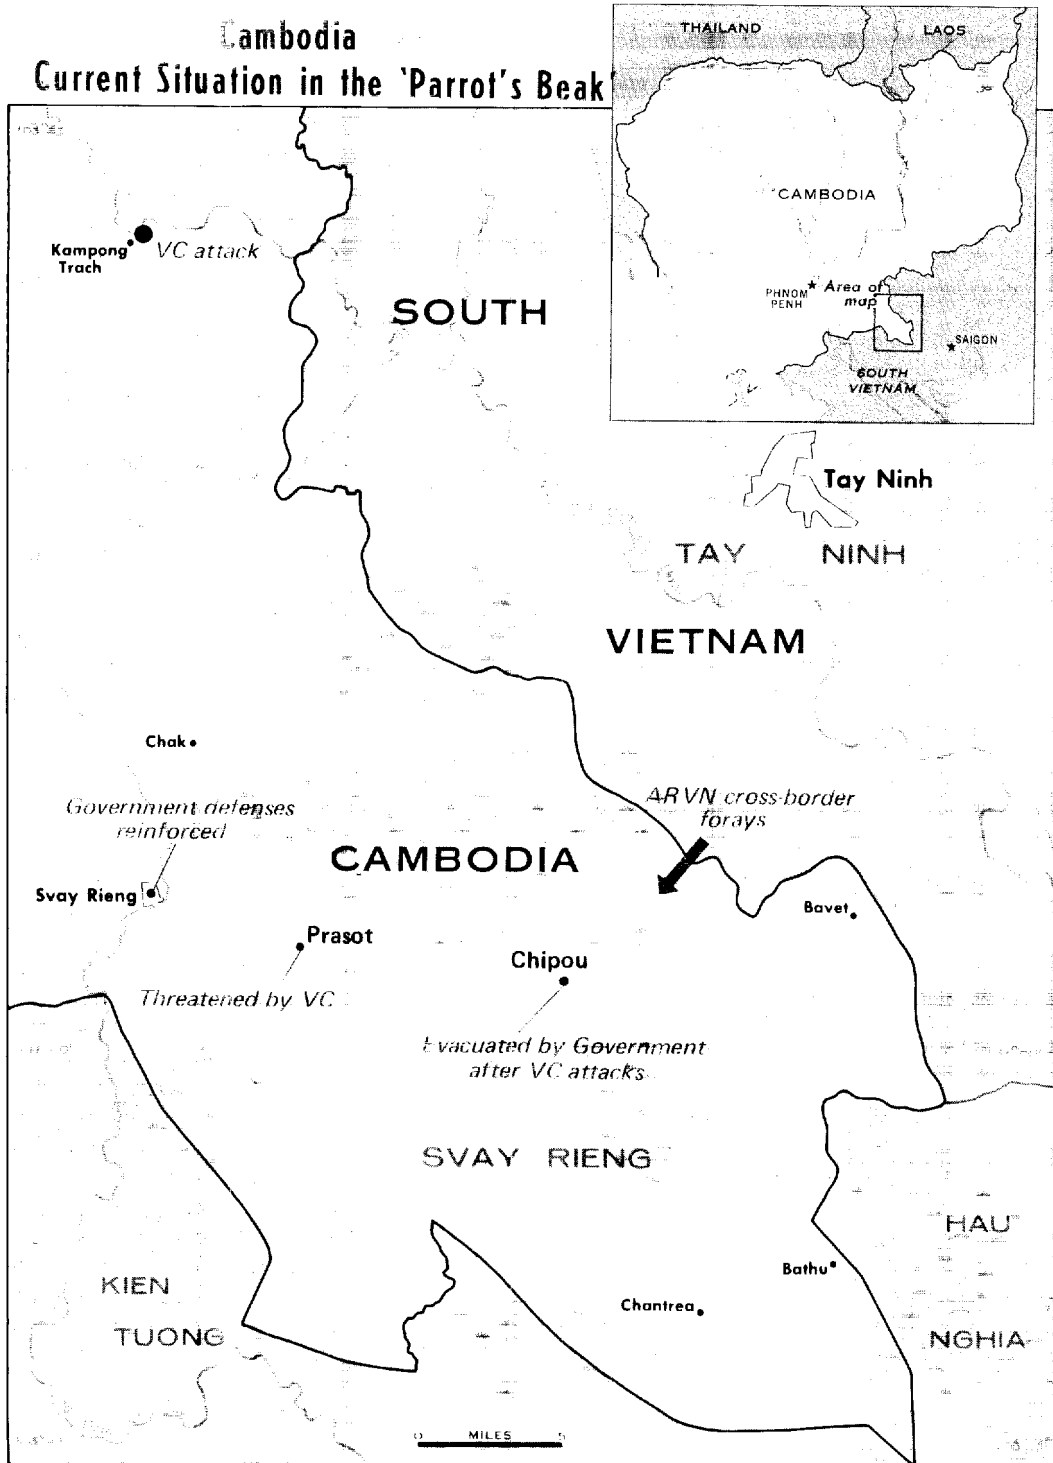 Cambodia
Current Situation in the 'Parrot's Beak'
THAILAND
LAOS
CAMBODIA
PHNOM
PENH
Area of
map
SAIGON
SOUTH
VIETNAM
Kampong
Trach
VC attack
SOUTH
Tay Ninh
TAY NINH
VIETNAM
Chak
Government defenses
reinforced
ARVN cross-border
forays
CAMBODIA
Svay Rieng
Bavet
Prasot
Chipou
Threatened by VC
Evacuated by Government
after VC attacks
SVAY RIENG
HAU
NGHIA
Bathu
KIEN
TUONG
Chantrea
0 MILES 5